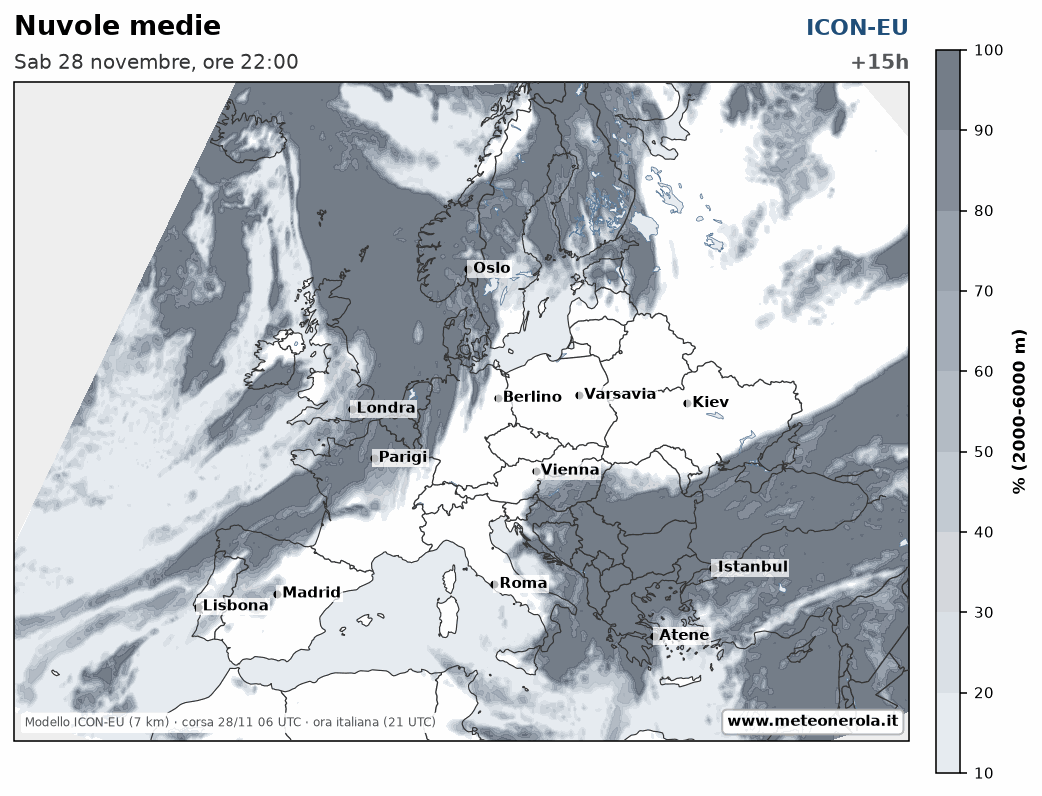 Nuvole medie
ICON-EU
Sab 28 novembre, ore 22:00
+15h
100
90
80
70
60
50
40
30
20
10
% (2000-6000 m)
Oslo
Berlino
Varsavia
Kiev
Londra
Parigi
Vienna
Istanbul
Roma
Madrid
Lisbona
Atene
Modello ICON-EU (7 km) · corsa 28/11 06 UTC · ora italiana (21 UTC)
www.meteonerola.it